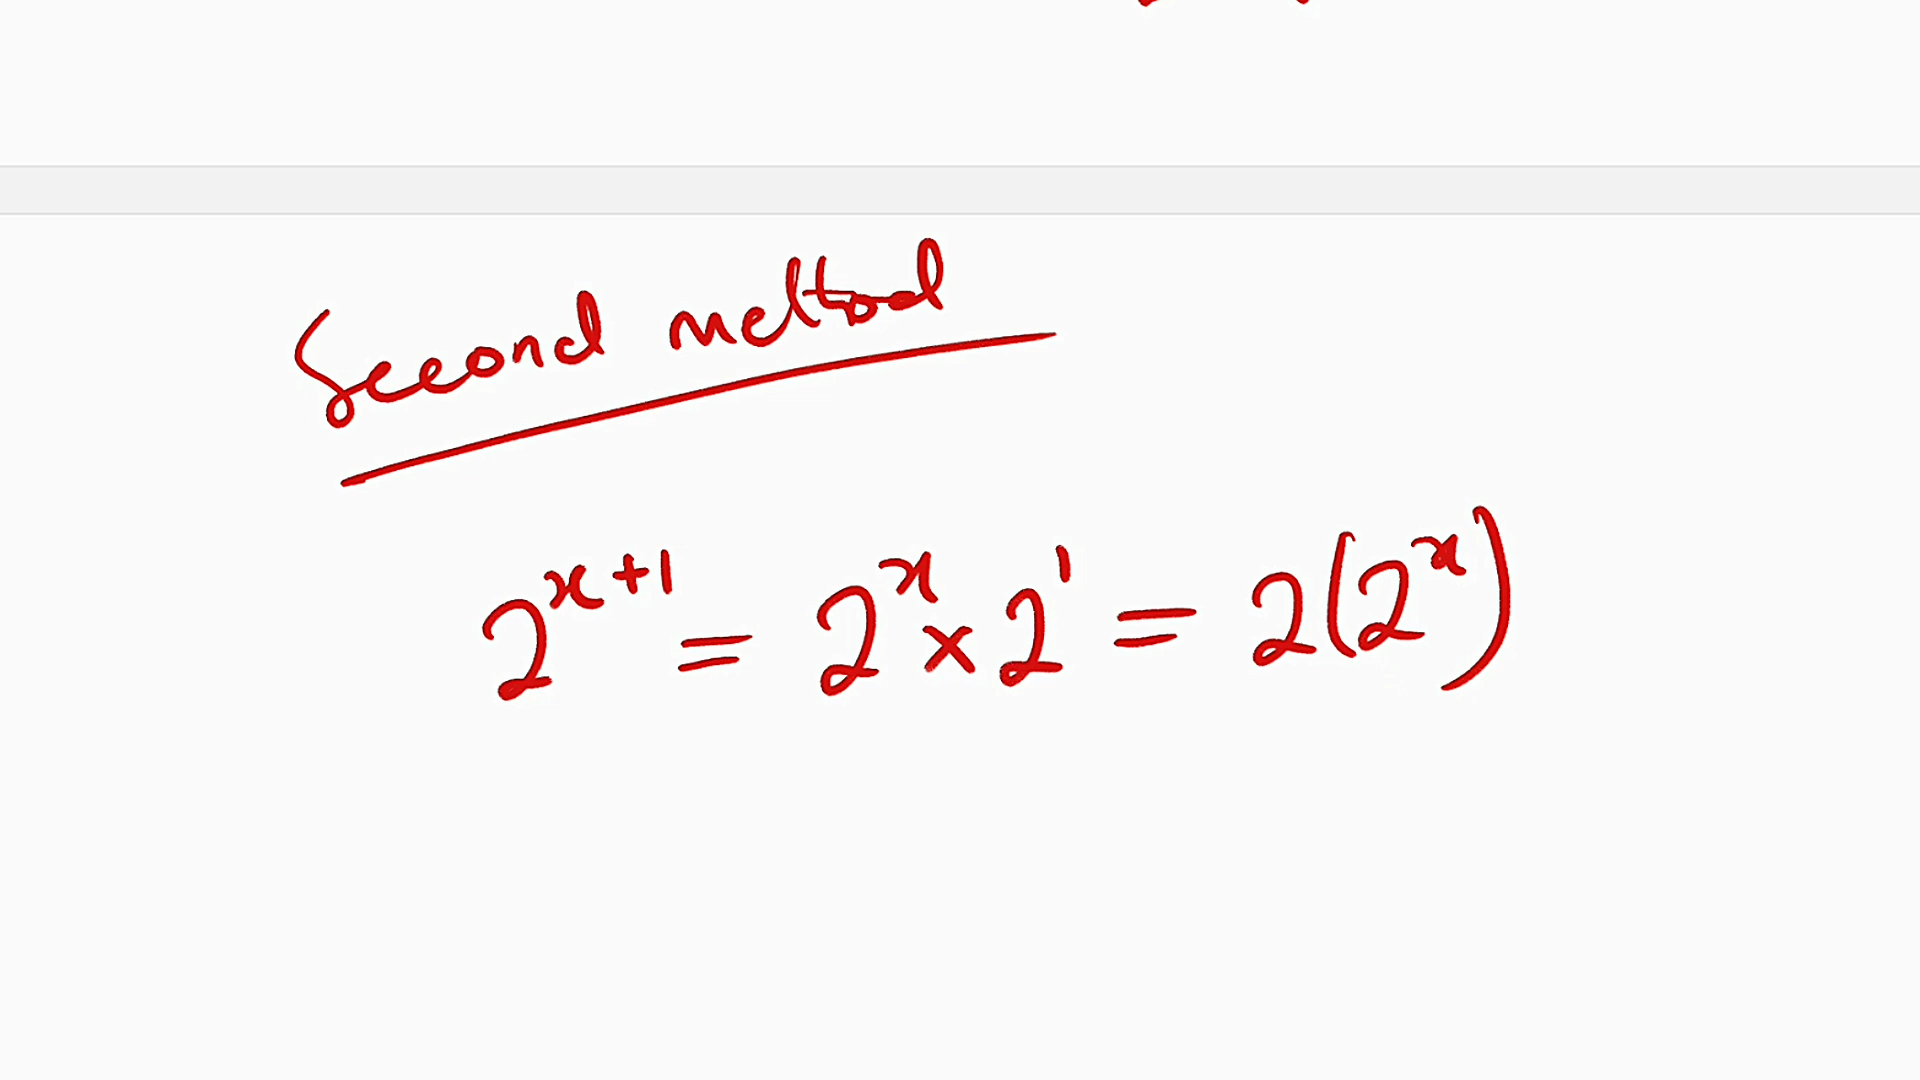 Second method
2^{x+1} = 2^x × 2^1 = 2(2^x)